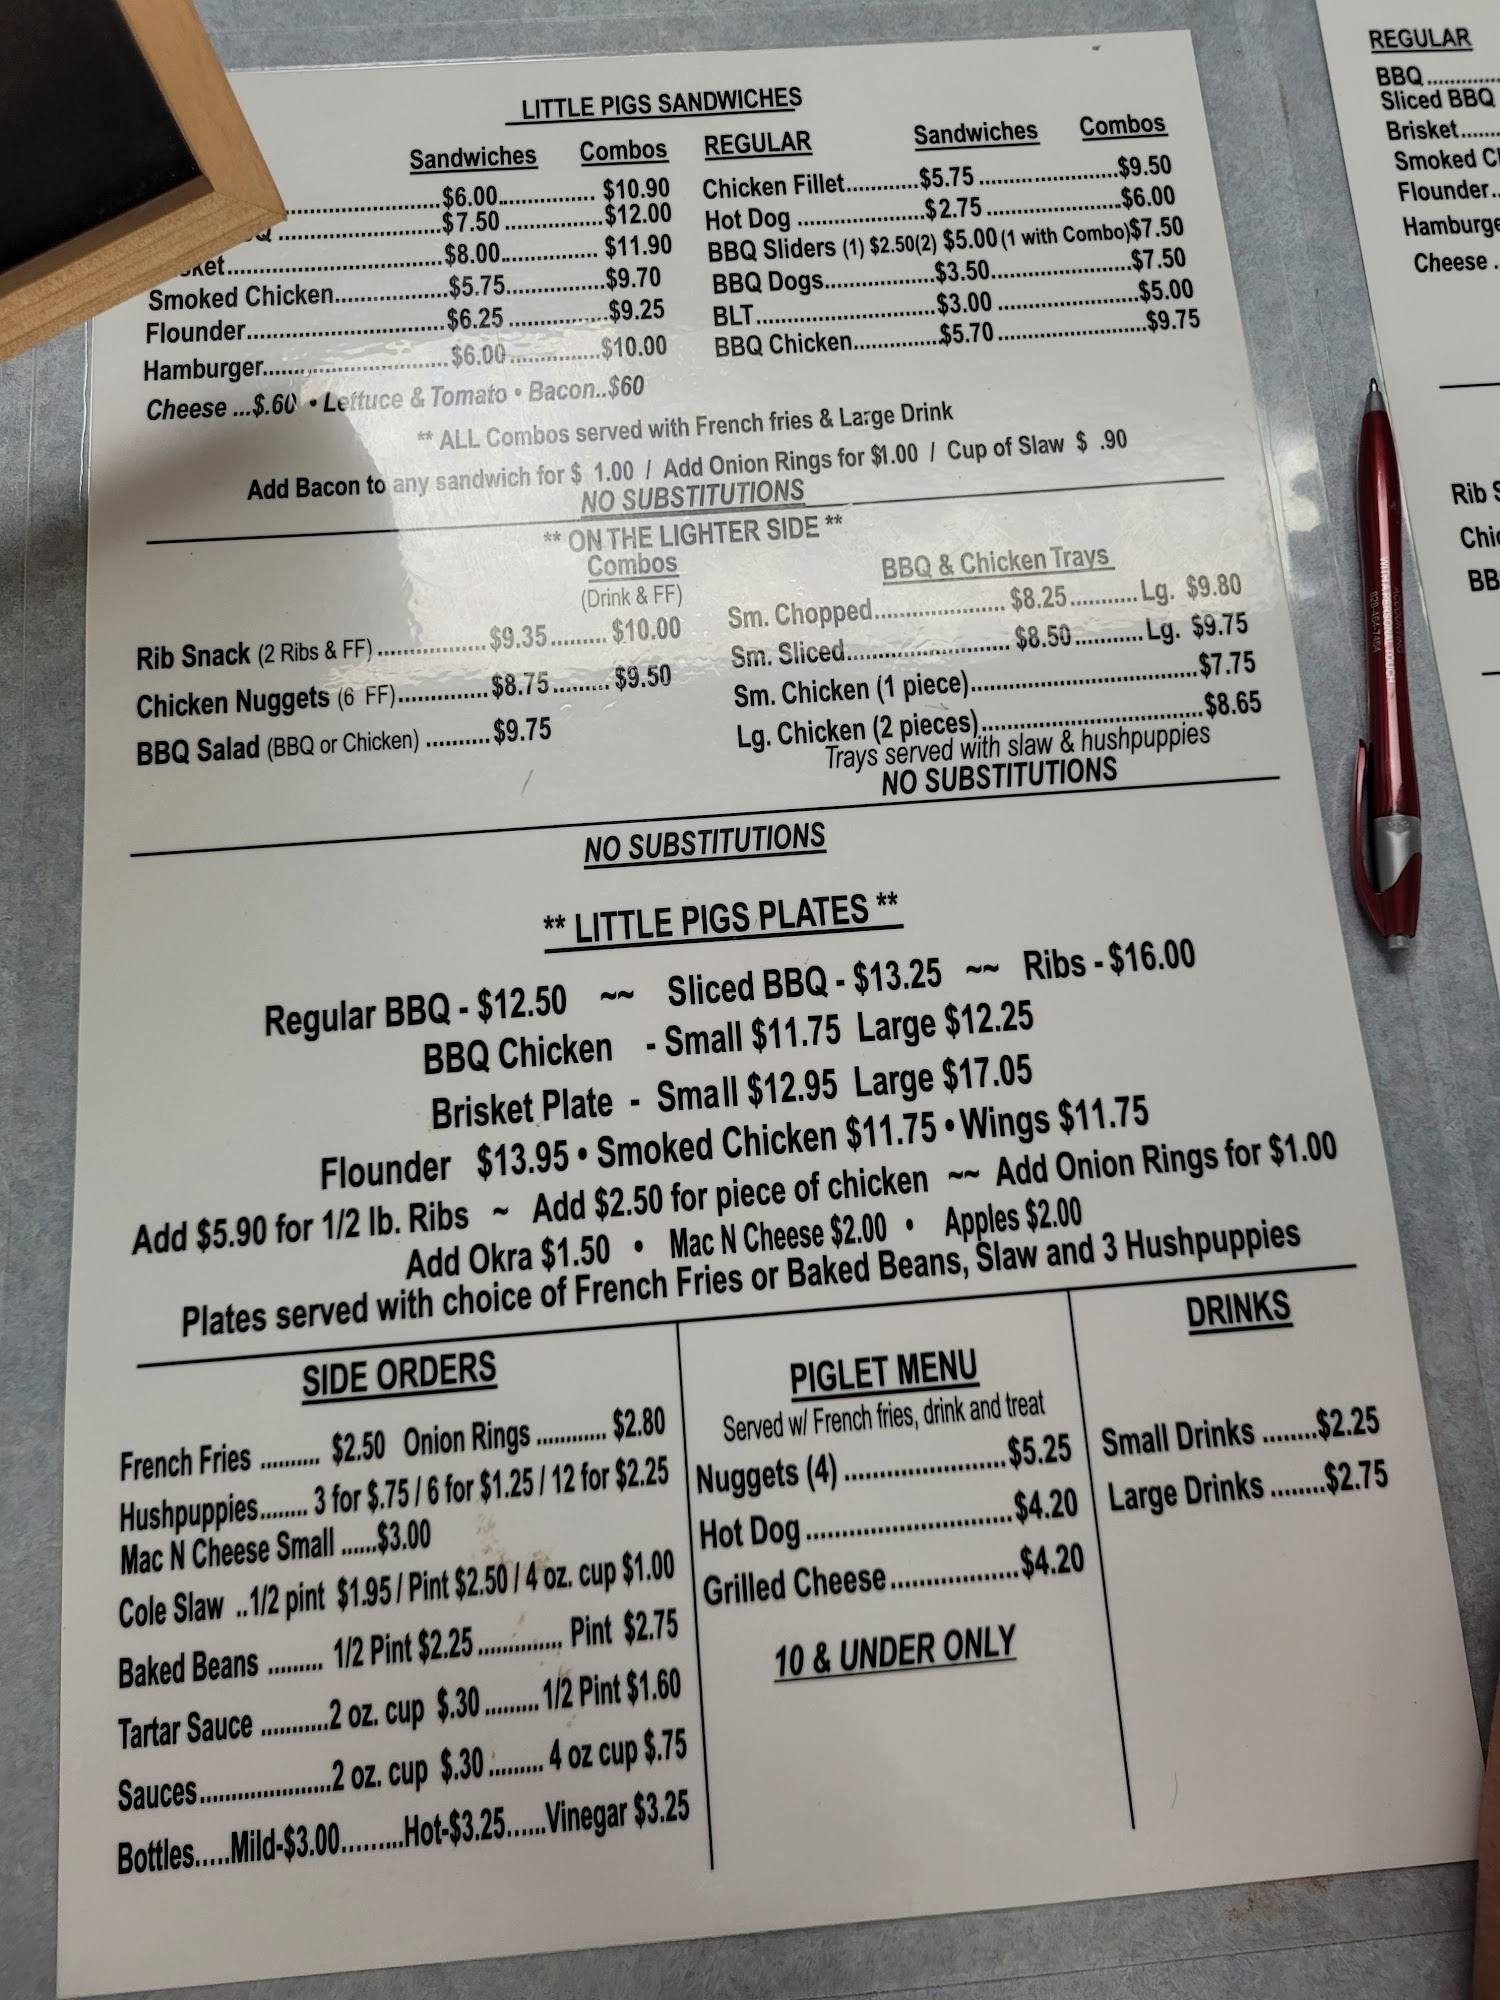 LITTLE PIGS SANDWICHES
Sandwiches Combos
..................$6.00.............. $10.90
..................$7.50 ..............$12.00
ket..............................$8.00.............. $11.90
Smoked Chicken..................$5.75...............$9.70
Flounder..............................$6.25 ...............$9.25
Hamburger............................$6.00...............$10.00
Cheese ...$.60 • Lettuce & Tomato • Bacon..$60
REGULAR Sandwiches Combos
Chicken Fillet............$5.75 ......................$9.50
Hot Dog ....................$2.75 .....................$6.00
BBQ Sliders (1) $2.50(2) $5.00 (1 with Combo)$7.50
BBQ Dogs..................$3.50......................$7.50
BLT.............................$3.00 ......................$5.00
BBQ Chicken..............$5.70 .......................$9.75
** ALL Combos served with French fries & Large Drink
Add Bacon to any sandwich for $ 1.00 / Add Onion Rings for $1.00 / Cup of Slaw $ .90
NO SUBSTITUTIONS
** ON THE LIGHTER SIDE **
Combos
(Drink & FF)
Rib Snack (2 Ribs & FF) ..................$9.35......... $10.00
Chicken Nuggets (6 FF)...............$8.75......... $9.50
BBQ Salad (BBQ or Chicken) ..........$9.75
BBQ & Chicken Trays
Sm. Chopped...................... $8.25........... Lg. $9.80
Sm. Sliced........................... $8.50........... Lg. $9.75
Sm. Chicken (1 piece).....................................$7.75
Lg. Chicken (2 pieces)....................................$8.65
Trays served with slaw & hushpuppies
NO SUBSTITUTIONS
NO SUBSTITUTIONS
** LITTLE PIGS PLATES **
Regular BBQ - $12.50 ~~ Sliced BBQ - $13.25 ~~ Ribs - $16.00
BBQ Chicken - Small $11.75 Large $12.25
Brisket Plate - Small $12.95 Large $17.05
Flounder $13.95 • Smoked Chicken $11.75 • Wings $11.75
Add $5.90 for 1/2 lb. Ribs ~ Add $2.50 for piece of chicken ~~ Add Onion Rings for $1.00
Add Okra $1.50 • Mac N Cheese $2.00 • Apples $2.00
Plates served with choice of French Fries or Baked Beans, Slaw and 3 Hushpuppies
SIDE ORDERS
French Fries .......... $2.50 Onion Rings ............ $2.80
Hushpuppies........ 3 for $.75 / 6 for $1.25 / 12 for $2.25
Mac N Cheese Small ......$3.00
Cole Slaw ..1/2 pint $1.95 / Pint $2.50 / 4 oz. cup $1.00
Baked Beans ......... 1/2 Pint $2.25 .............. Pint $2.75
Tartar Sauce ...........2 oz. cup $.30 ......... 1/2 Pint $1.60
Sauces.....................2 oz. cup $.30 ......... 4 oz cup $.75
Bottles.....Mild-$3.00.........Hot-$3.25......Vinegar $3.25
PIGLET MENU
Served w/ French fries, drink and treat
Nuggets (4) .......................$5.25
Hot Dog ..............................$4.20
Grilled Cheese...................$4.20
10 & UNDER ONLY
DRINKS
Small Drinks ........$2.25
Large Drinks ........$2.75
REGULAR
BBQ
Sliced BBQ
Brisket
Smoked
Flounder
Hamburge
Cheese
Rib
BB
WITH A PERSONAL TOUCH